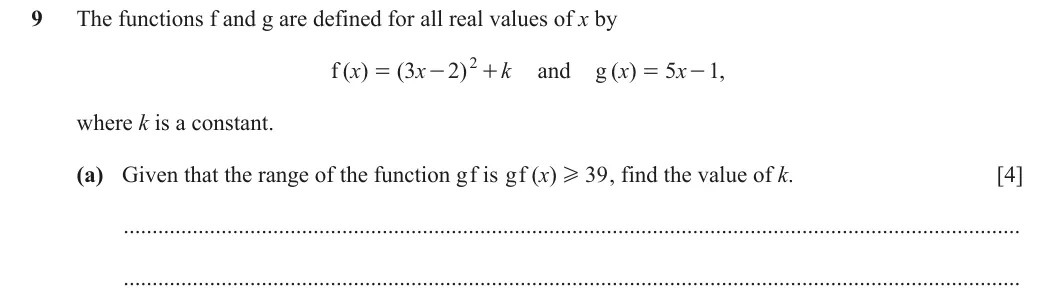 9 The functions f and g are defined for all real values of x by
f(x) = (3x − 2)² + k and g(x) = 5x − 1,
where k is a constant.
(a) Given that the range of the function gf is gf(x) ⩾ 39, find the value of k. [4]